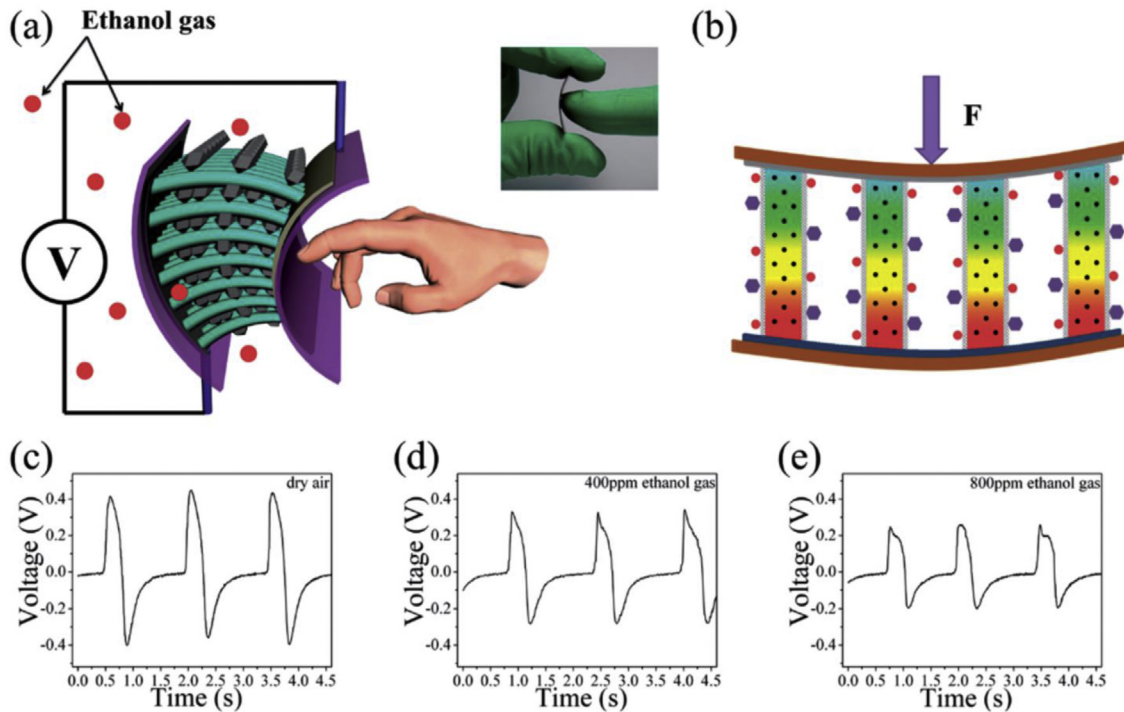 (a)
Ethanol gas
V
(b)
F
(c)
dry air
Voltage (V)
0.4
0.2
0.0
-0.2
-0.4
0.0 0.5 1.0 1.5 2.0 2.5 3.0 3.5 4.0 4.5
Time (s)
(d)
400ppm ethanol gas
Voltage (V)
0.4
0.2
0.0
-0.2
-0.4
0.0 0.5 1.0 1.5 2.0 2.5 3.0 3.5 4.0 4.5
Time (s)
(e)
800ppm ethanol gas
Voltage (V)
0.4
0.2
0.0
-0.2
-0.4
0.0 0.5 1.0 1.5 2.0 2.5 3.0 3.5 4.0 4.5
Time (s)